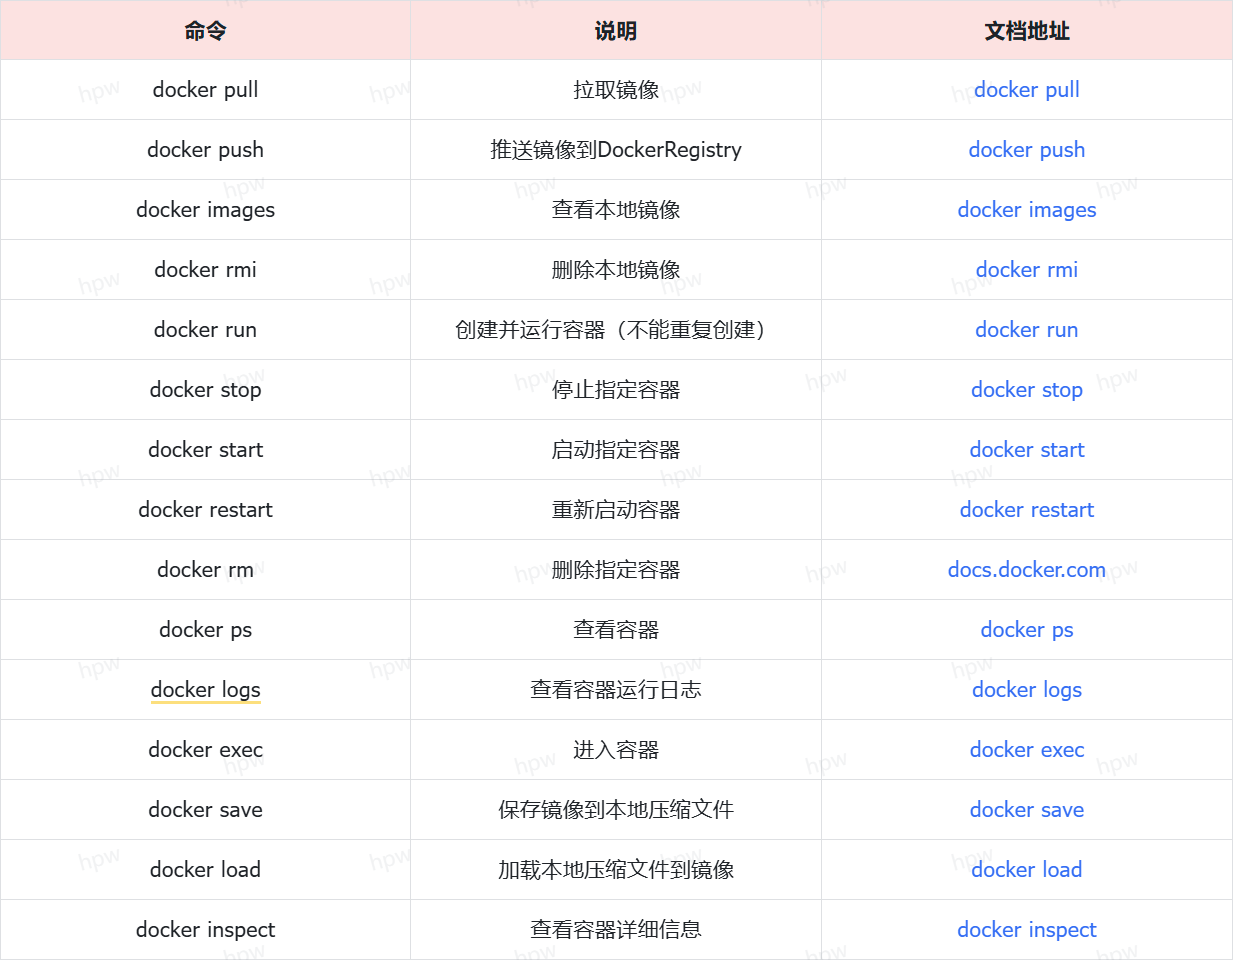 命令 说明 文档地址
docker pull 拉取镜像 docker pull
docker push 推送镜像到DockerRegistry docker push
docker images 查看本地镜像 docker images
docker rmi 删除本地镜像 docker rmi
docker run 创建并运行容器（不能重复创建） docker run
docker stop 停止指定容器 docker stop
docker start 启动指定容器 docker start
docker restart 重新启动容器 docker restart
docker rm 删除指定容器 docs.docker.com
docker ps 查看容器 docker ps
docker logs 查看容器运行日志 docker logs
docker exec 进入容器 docker exec
docker save 保存镜像到本地压缩文件 docker save
docker load 加载本地压缩文件到镜像 docker load
docker inspect 查看容器详细信息 docker inspect
hpw